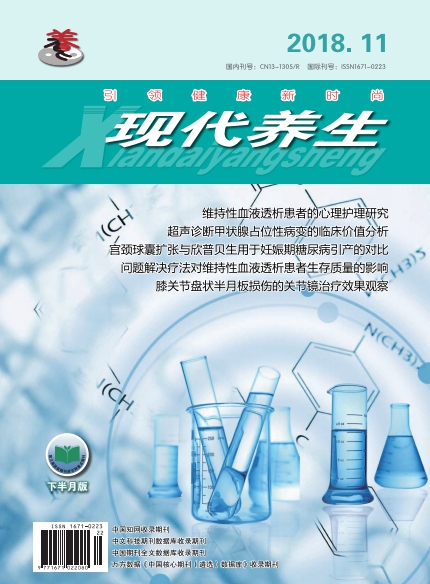 2018. 11
国内刊号：CN13-1305/R 国际刊号：ISSN1671-0223
引领健康新时尚
现代养生
Xiandaiyangsheng
维持性血液透析患者的心理护理研究
超声诊断甲状腺占位性病变的临床价值分析
宫颈球囊扩张与欣普贝生用于妊娠期糖尿病引产的对比
问题解决疗法对维持性血液透析患者生存质量的影响
膝关节盘状半月板损伤的关节镜治疗效果观察
(CH
N(CH3)
下半月版
ISSN 1671-0223
22
9 771671 022080
中国知网收录期刊
中文科技期刊数据库收录期刊
中国期刊全文数据库收录期刊
万方数据《中国核心期刊（遴选）数据库》收录期刊